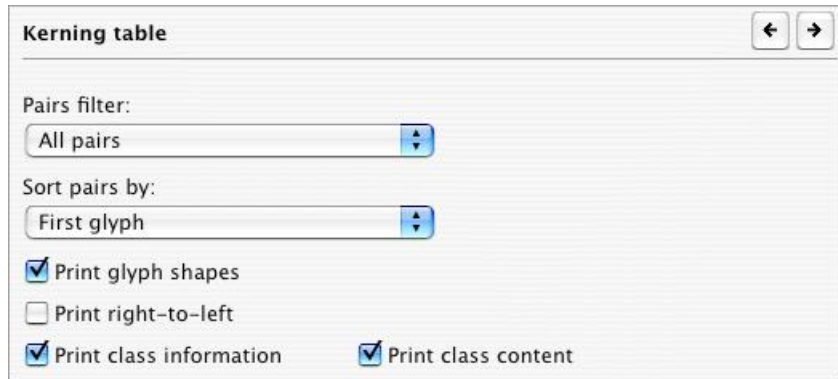 Kerning table
Pairs filter:
All pairs
Sort pairs by:
First glyph
Print glyph shapes
Print right-to-left
Print class information Print class content